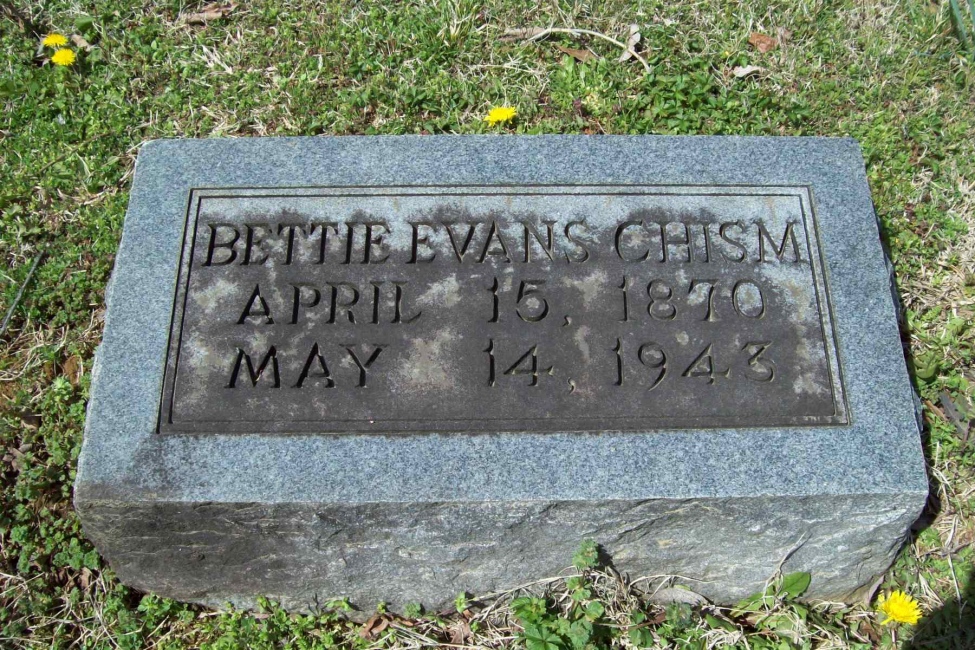 BETTIE EVANS CHISM
APRIL 15, 1870
MAY 14, 1943